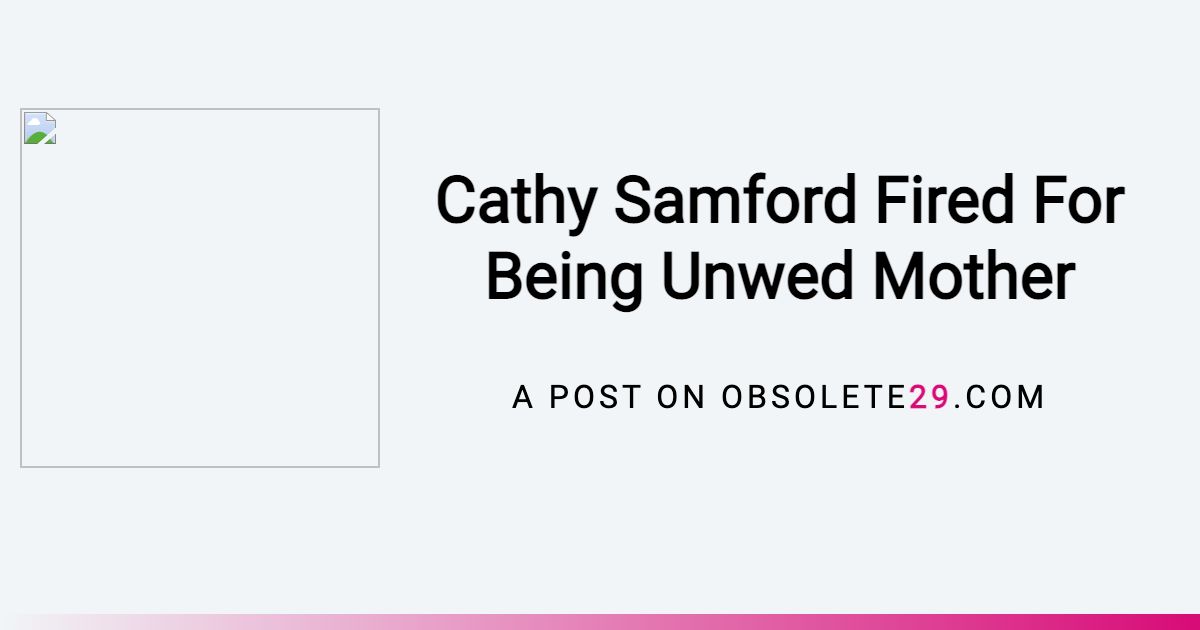 Cathy Samford Fired For
Being Unwed Mother
A POST ON OBSOLETE29.COM